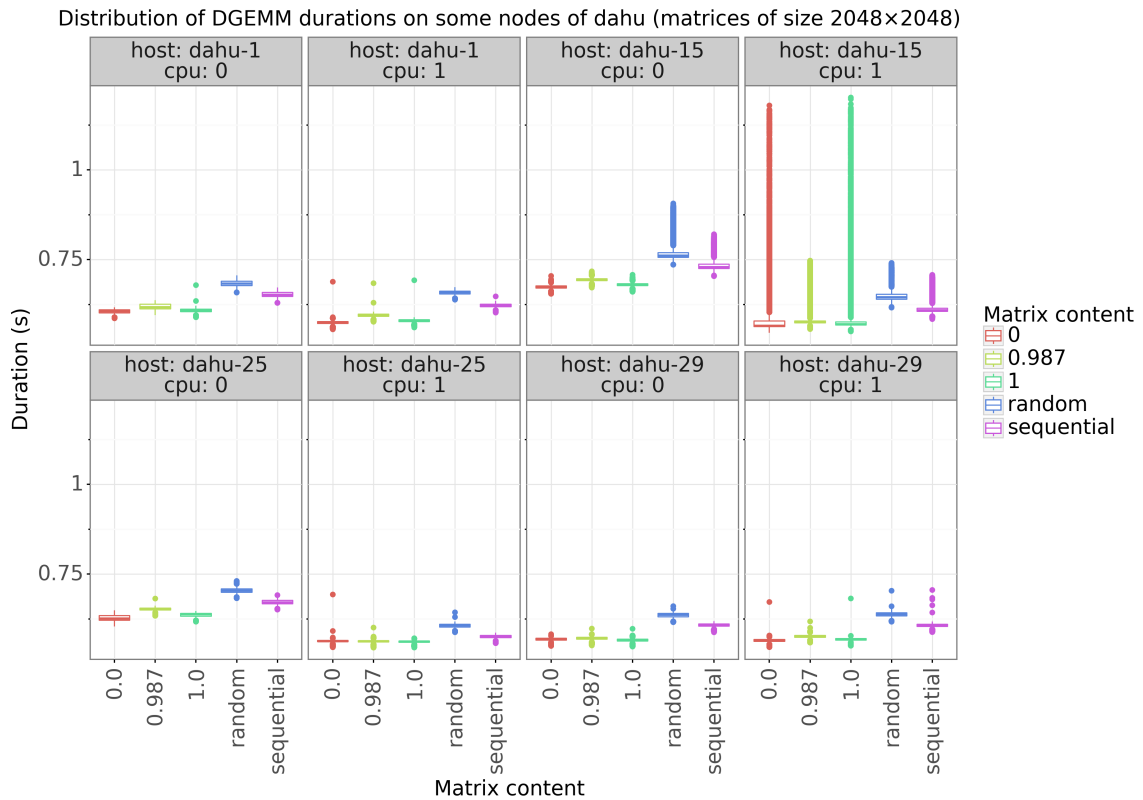 Distribution of DGEMM durations on some nodes of dahu (matrices of size 2048×2048)
host: dahu-1
cpu: 0
host: dahu-1
cpu: 1
host: dahu-15
cpu: 0
host: dahu-15
cpu: 1
1
0.75
host: dahu-25
cpu: 0
host: dahu-25
cpu: 1
host: dahu-29
cpu: 0
host: dahu-29
cpu: 1
1
0.75
Duration (s)
0.0
0.987
1.0
random
sequential
0.0
0.987
1.0
random
sequential
0.0
0.987
1.0
random
sequential
0.0
0.987
1.0
random
sequential
Matrix content
Matrix content
0
0.987
1
random
sequential